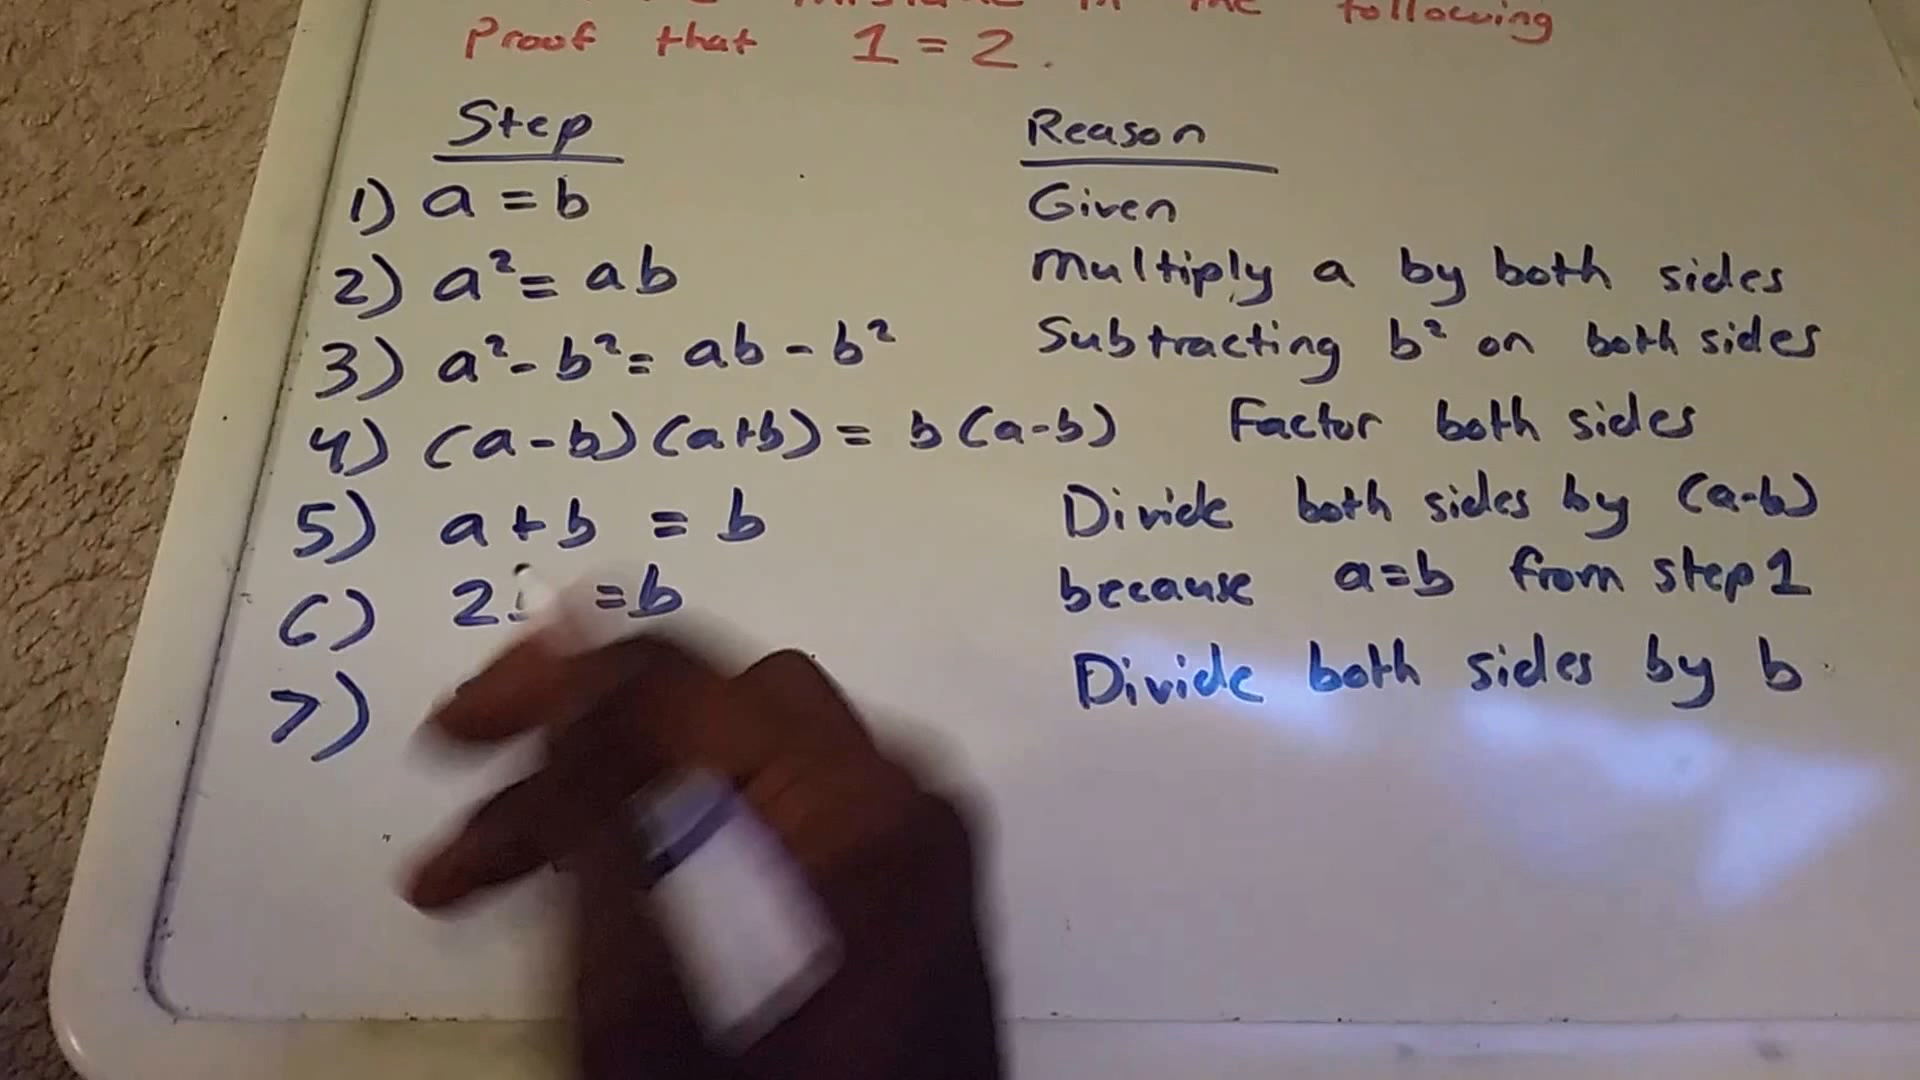 in the following
Proof that 1 = 2.
Step Reason
1) a = b Given
2) a² = ab multiply a by both sides
3) a² - b² = ab - b² Subtracting b² on both sides
4) (a-b)(a+b) = b(a-b) Factor both sides
5) a + b = b Divide both sides by (a-b)
6) 2 = b because a=b from step 1
7) Divide both sides by b